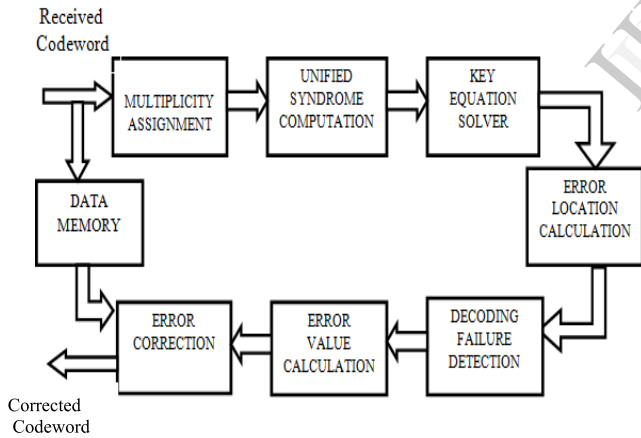 Received
Codeword
MULTIPLICITY
ASSIGNMENT
UNIFIED
SYNDROME
COMPUTATION
KEY
EQUATION
SOLVER
DATA
MEMORY
ERROR
LOCATION
CALCULATION
ERROR
CORRECTION
ERROR
VALUE
CALCULATION
DECODING
FAILURE
DETECTION
Corrected
Codeword